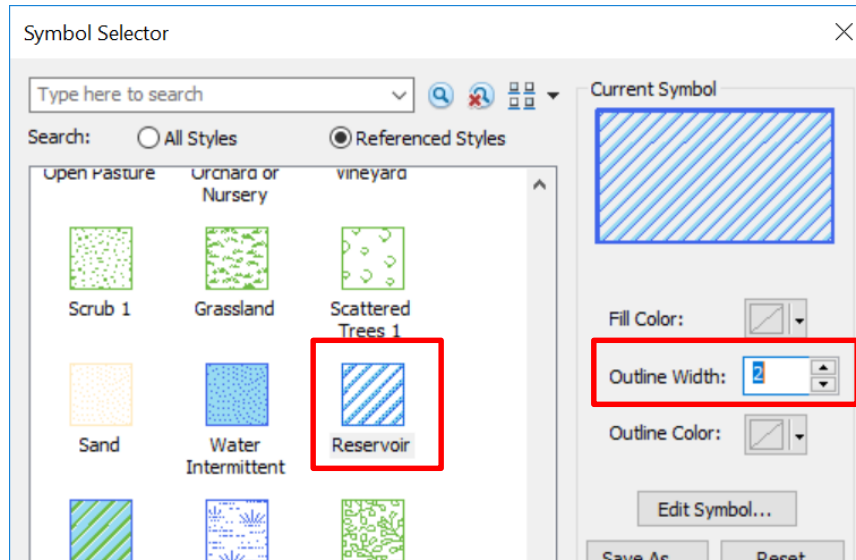 Symbol Selector
Type here to search
Search: All Styles Referenced Styles
Open Pasture Orchard or Nursery Vineyard
Scrub 1 Grassland Scattered Trees 1
Sand Water Intermittent Reservoir
Current Symbol
Fill Color:
Outline Width: 2
Outline Color:
Edit Symbol...
Save As... Reset